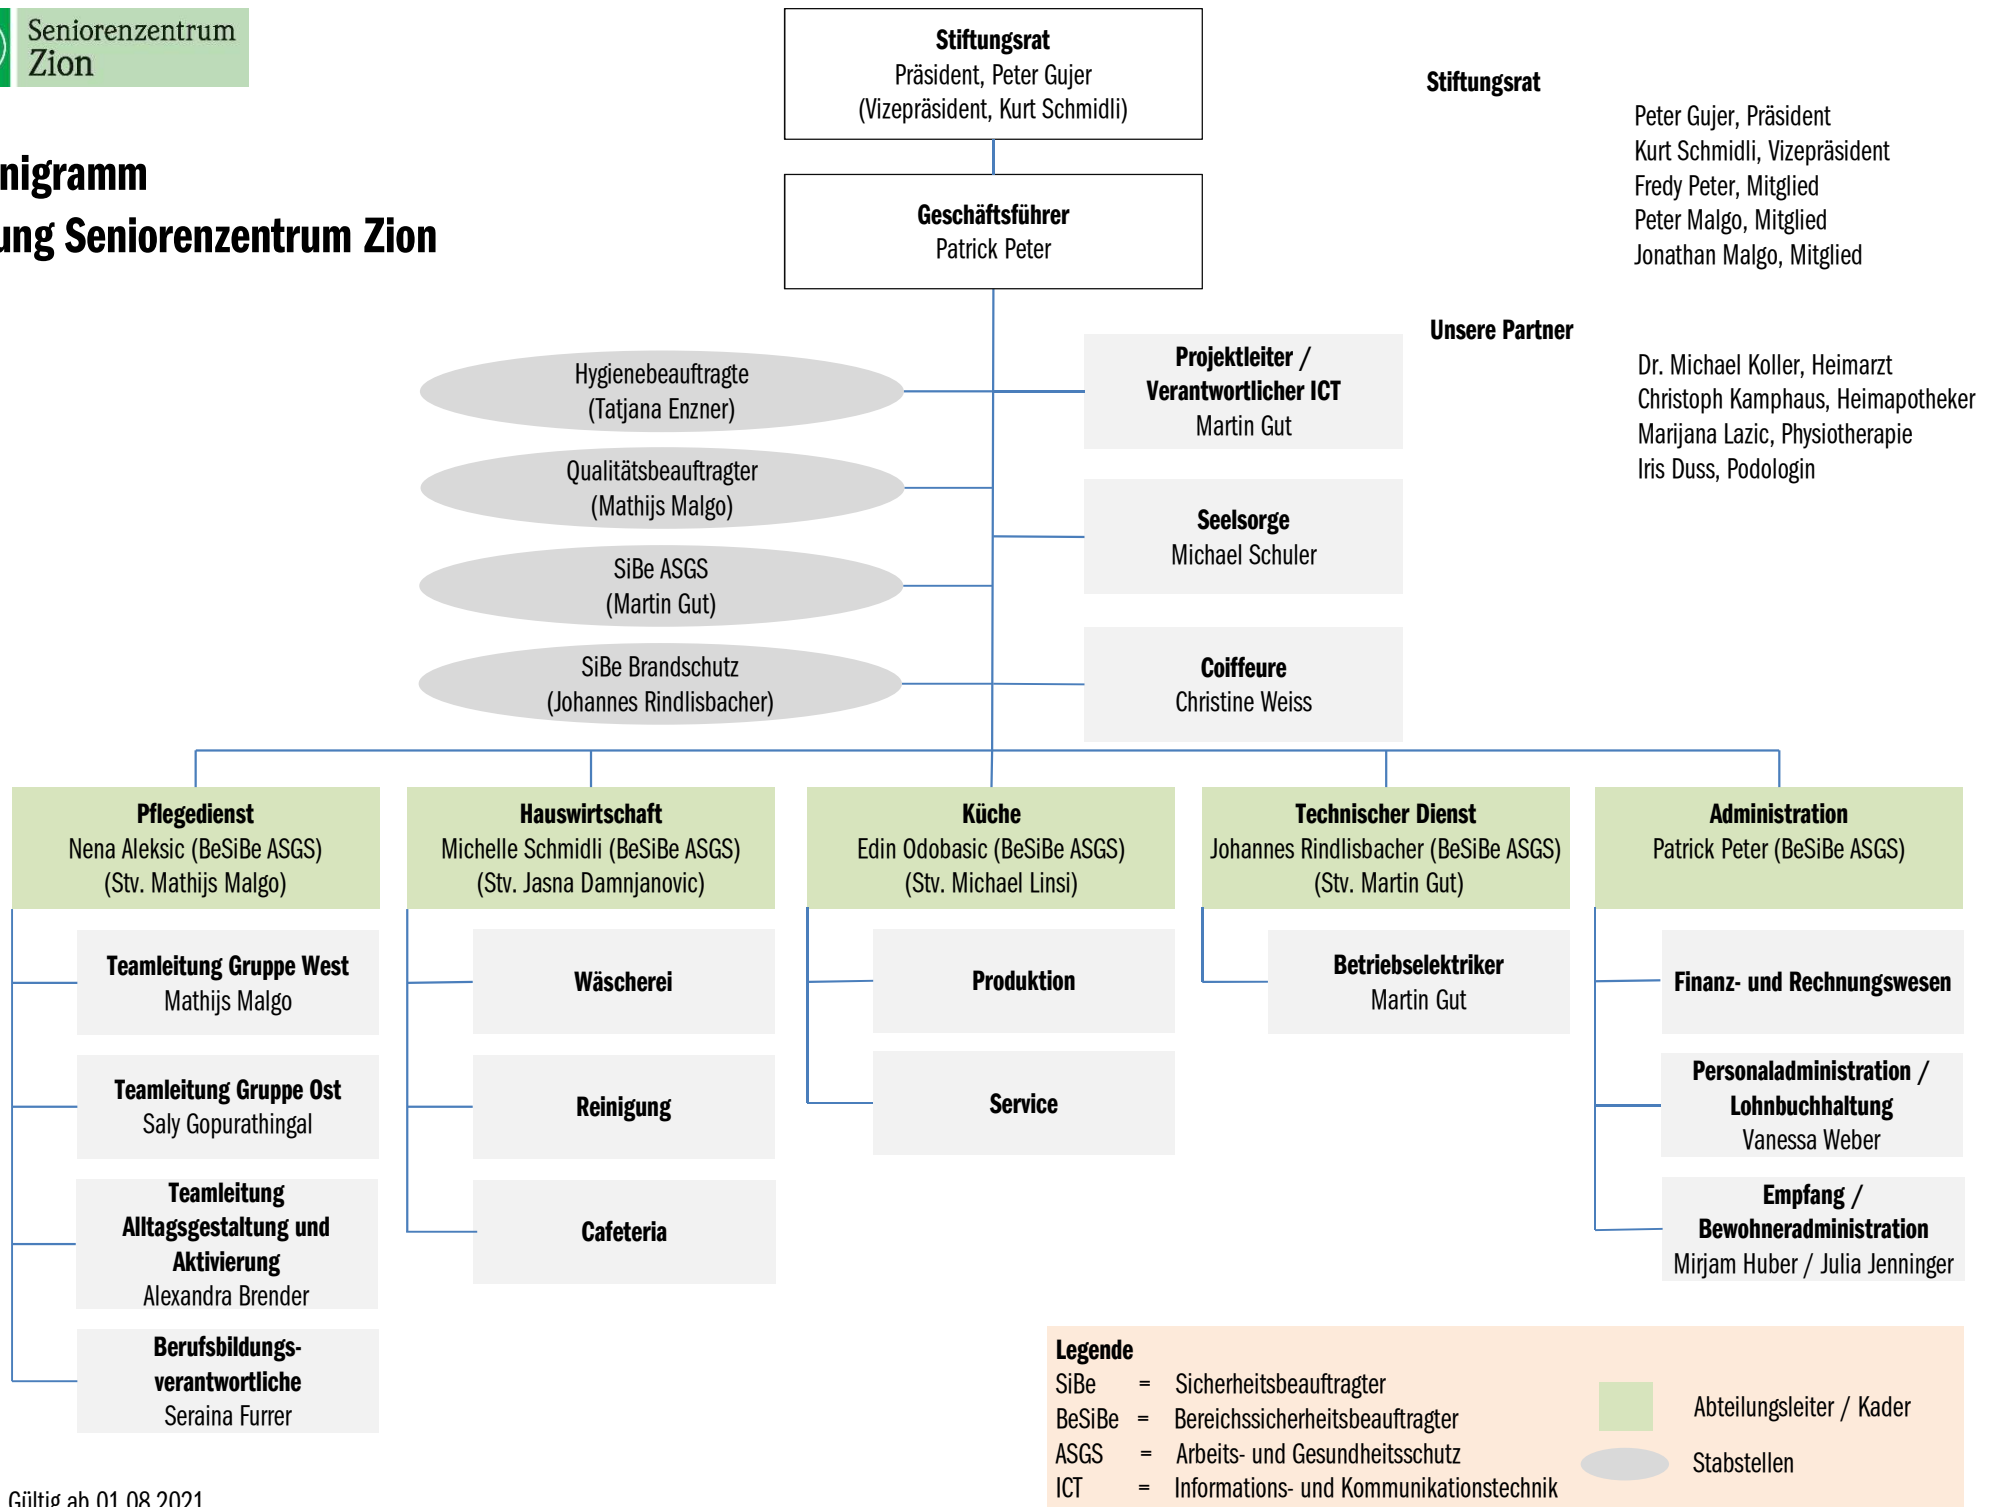 Seniorenzentrum
Zion
nigramm
ung Seniorenzentrum Zion
Stiftungsrat
Präsident, Peter Gujer
(Vizepräsident, Kurt Schmidli)
Geschäftsführer
Patrick Peter
Stiftungsrat
Peter Gujer, Präsident
Kurt Schmidli, Vizepräsident
Fredy Peter, Mitglied
Peter Malgo, Mitglied
Jonathan Malgo, Mitglied
Unsere Partner
Dr. Michael Koller, Heimarzt
Christoph Kamphaus, Heimapotheker
Marijana Lazic, Physiotherapie
Iris Duss, Podologin
Hygienebeauftragte
(Tatjana Enzner)
Qualitätsbeauftragter
(Mathijs Malgo)
SiBe ASGS
(Martin Gut)
SiBe Brandschutz
(Johannes Rindlisbacher)
Projektleiter /
Verantwortlicher ICT
Martin Gut
Seelsorge
Michael Schuler
Coiffeure
Christine Weiss
Pflegedienst
Nena Aleksic (BeSiBe ASGS)
(Stv. Mathijs Malgo)
Teamleitung Gruppe West
Mathijs Malgo
Teamleitung Gruppe Ost
Saly Gopurathingal
Teamleitung
Alltagsgestaltung und
Aktivierung
Alexandra Brender
Berufsbildungs-
verantwortliche
Seraina Furrer
Hauswirtschaft
Michelle Schmidli (BeSiBe ASGS)
(Stv. Jasna Damnjanovic)
Wäscherei
Reinigung
Cafeteria
Küche
Edin Odobasic (BeSiBe ASGS)
(Stv. Michael Linsi)
Produktion
Service
Technischer Dienst
Johannes Rindlisbacher (BeSiBe ASGS)
(Stv. Martin Gut)
Betriebselektriker
Martin Gut
Administration
Patrick Peter (BeSiBe ASGS)
Finanz- und Rechnungswesen
Personaladministration /
Lohnbuchhaltung
Vanessa Weber
Empfang /
Bewohneradministration
Mirjam Huber / Julia Jenninger
Legende
SiBe = Sicherheitsbeauftragter
BeSiBe = Bereichssicherheitsbeauftragter
ASGS = Arbeits- und Gesundheitsschutz
ICT = Informations- und Kommunikationstechnik
Abteilungsleiter / Kader
Stabstellen
Gültig ab 01.08.2021